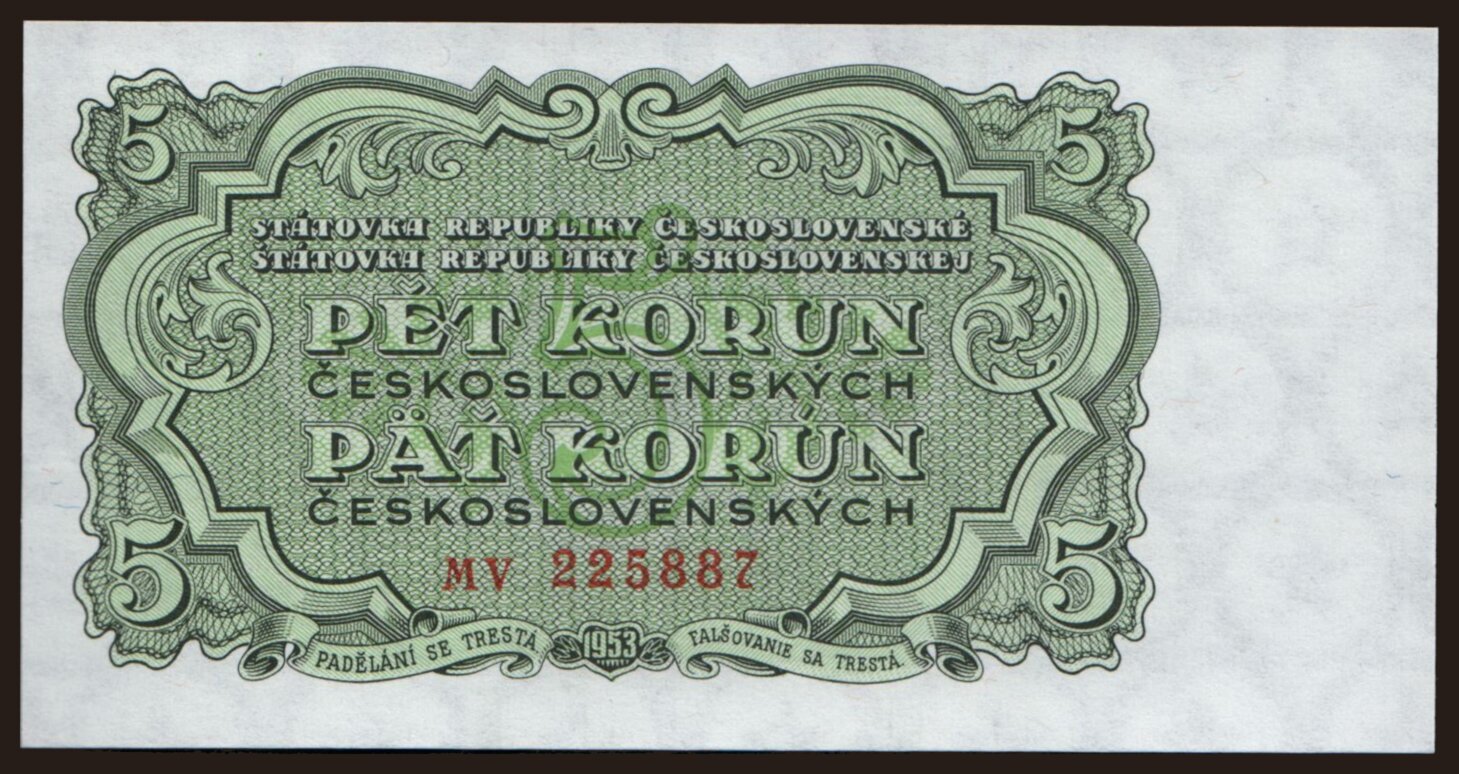 5 5
STÁTOVKA REPUBLIKY ČESKOSLOVENSKÉ
ŠTÁTOVKA REPUBLIKY ČESKOSLOVENSKEJ
PĚT KORUN
ČESKOSLOVENSKÝCH
PÄŤ KORÚN
ČESKOSLOVENSKÝCH
5 5
MV 225887
PADĚLÁNÍ SE TRESTÁ. 1953 FALŠOVANIE SA TRESTÁ.